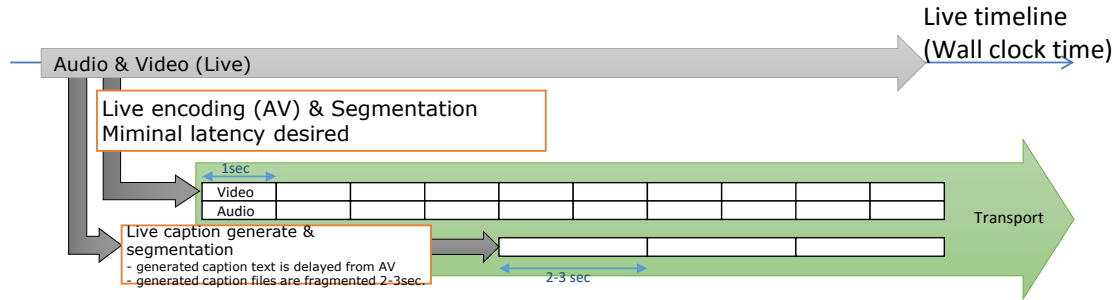 Live timeline
(Wall clock time)
Audio & Video (Live)
Live encoding (AV) & Segmentation
Miminal latency desired
1sec
Video
Audio
Transport
Live caption generate &
segmentation
- generated caption text is delayed from AV
- generated caption files are fragmented 2-3sec.
2-3 sec